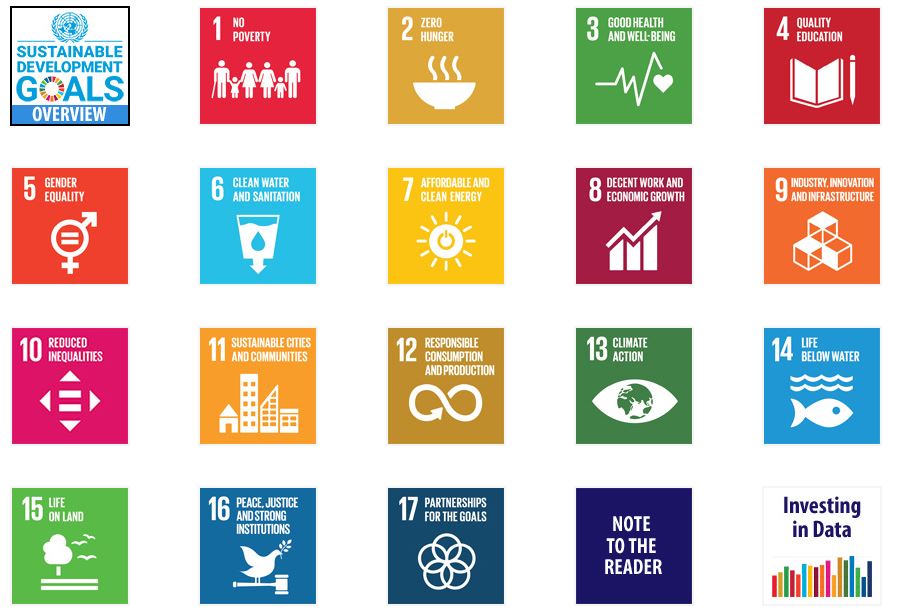 SUSTAINABLE
DEVELOPMENT
GOALS
OVERVIEW
1 NO
POVERTY
2 ZERO
HUNGER
3 GOOD HEALTH
AND WELL-BEING
4 QUALITY
EDUCATION
5 GENDER
EQUALITY
6 CLEAN WATER
AND SANITATION
7 AFFORDABLE AND
CLEAN ENERGY
8 DECENT WORK AND
ECONOMIC GROWTH
9 INDUSTRY, INNOVATION
AND INFRASTRUCTURE
10 REDUCED
INEQUALITIES
11 SUSTAINABLE CITIES
AND COMMUNITIES
12 RESPONSIBLE
CONSUMPTION
AND PRODUCTION
13 CLIMATE
ACTION
14 LIFE
BELOW WATER
15 LIFE
ON LAND
16 PEACE, JUSTICE
AND STRONG
INSTITUTIONS
17 PARTNERSHIPS
FOR THE GOALS
NOTE
TO THE
READER
Investing
in Data